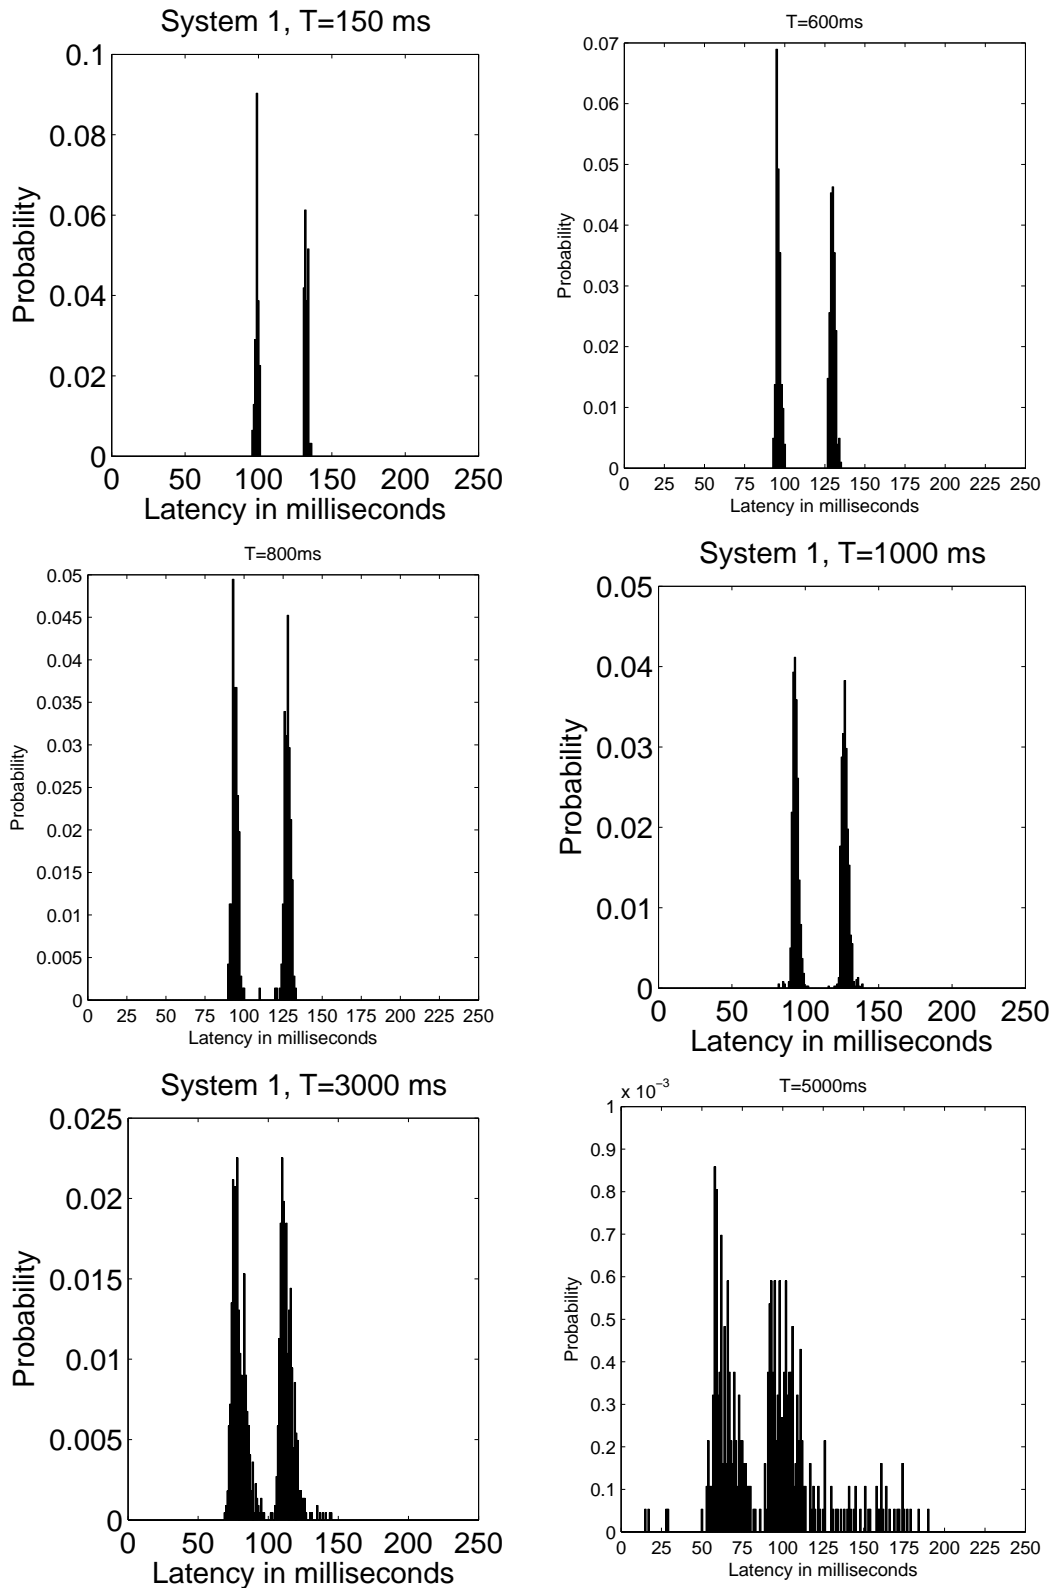 System 1, T=150 ms
0.1
0.08
0.06
0.04
0.02
0
Probability
0 50 100 150 200 250
Latency in milliseconds
T=600ms
0.07
0.06
0.05
0.04
0.03
0.02
0.01
0
Probability
0 25 50 75 100 125 150 175 200 225 250
Latency in milliseconds
T=800ms
0.05
0.045
0.04
0.035
0.03
0.025
0.02
0.015
0.01
0.005
0
Probability
0 25 50 75 100 125 150 175 200 225 250
Latency in milliseconds
System 1, T=1000 ms
0.05
0.04
0.03
0.02
0.01
0
Probability
0 50 100 150 200 250
Latency in milliseconds
System 1, T=3000 ms
0.025
0.02
0.015
0.01
0.005
0
Probability
0 50 100 150 200 250
Latency in milliseconds
T=5000ms
x 10⁻³
1
0.9
0.8
0.7
0.6
0.5
0.4
0.3
0.2
0.1
0
Probability
0 25 50 75 100 125 150 175 200 225 250
Latency in milliseconds